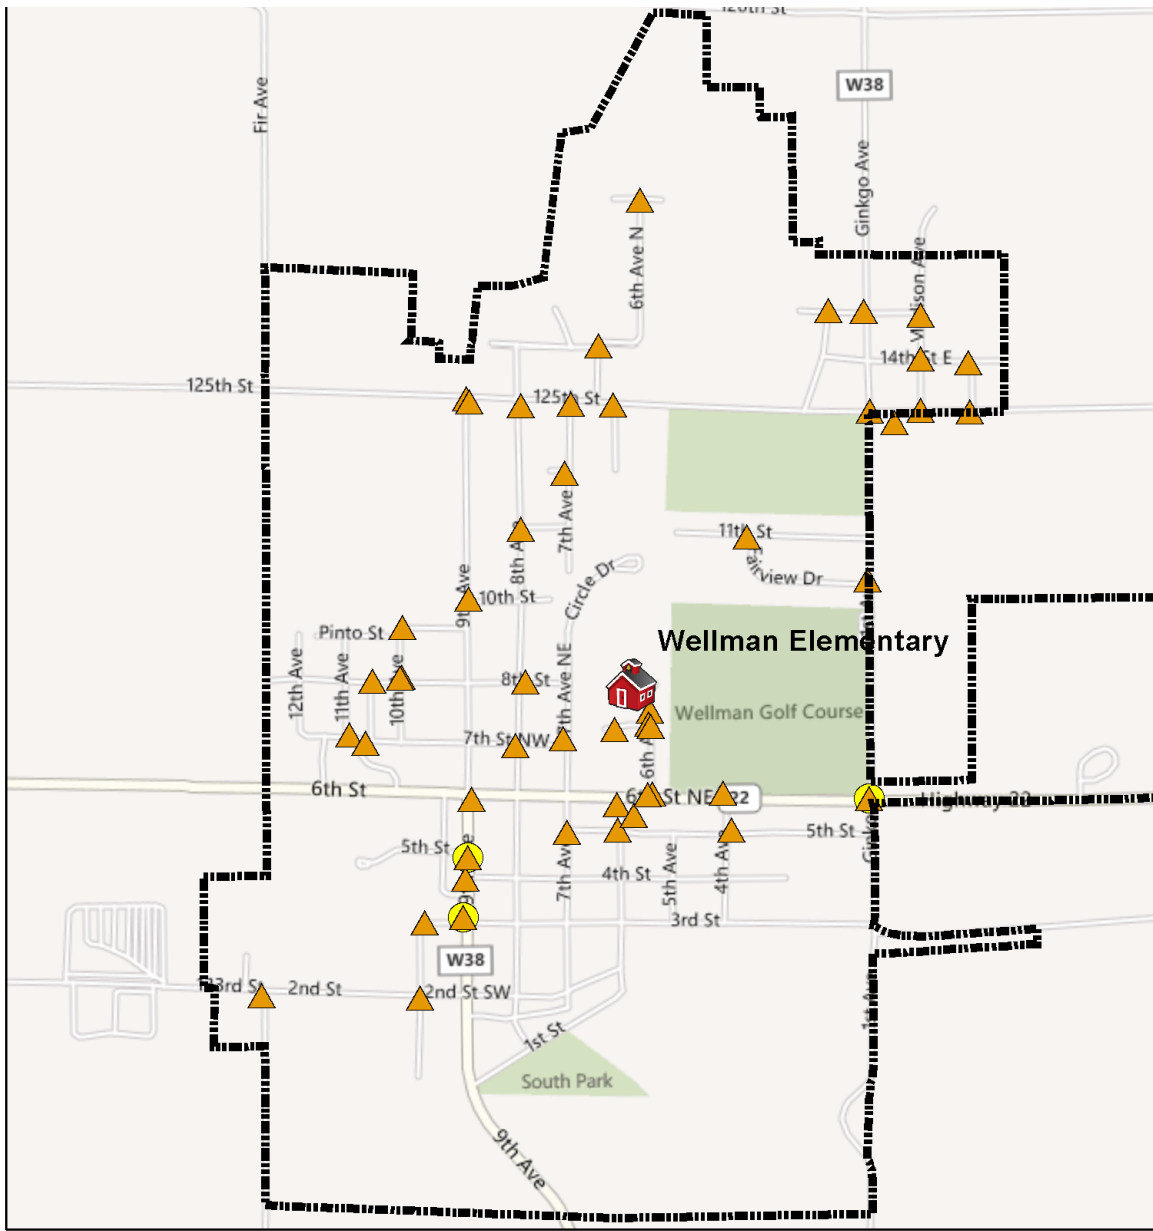 120th St
W38
Fir Ave
Ginkgo Ave
6th Ave N
Madison Ave
14th St E
125th St
125th St
7th Ave
11th St
8th Ave
Fairview Dr
Circle Dr
9th Ave
10th St
Pinto St
Wellman Elementary
12th Ave
11th Ave
10th Ave
7th Ave NE
8th St
Wellman Golf Course
7th St NW
6th St
6th St NE
22
Highway 22
5th St
5th St
4th St
7th Ave
5th Ave
4th Ave
3rd St
W38
123rd St
2nd St
2nd St SW
1st Ave
1st St
South Park
9th Ave